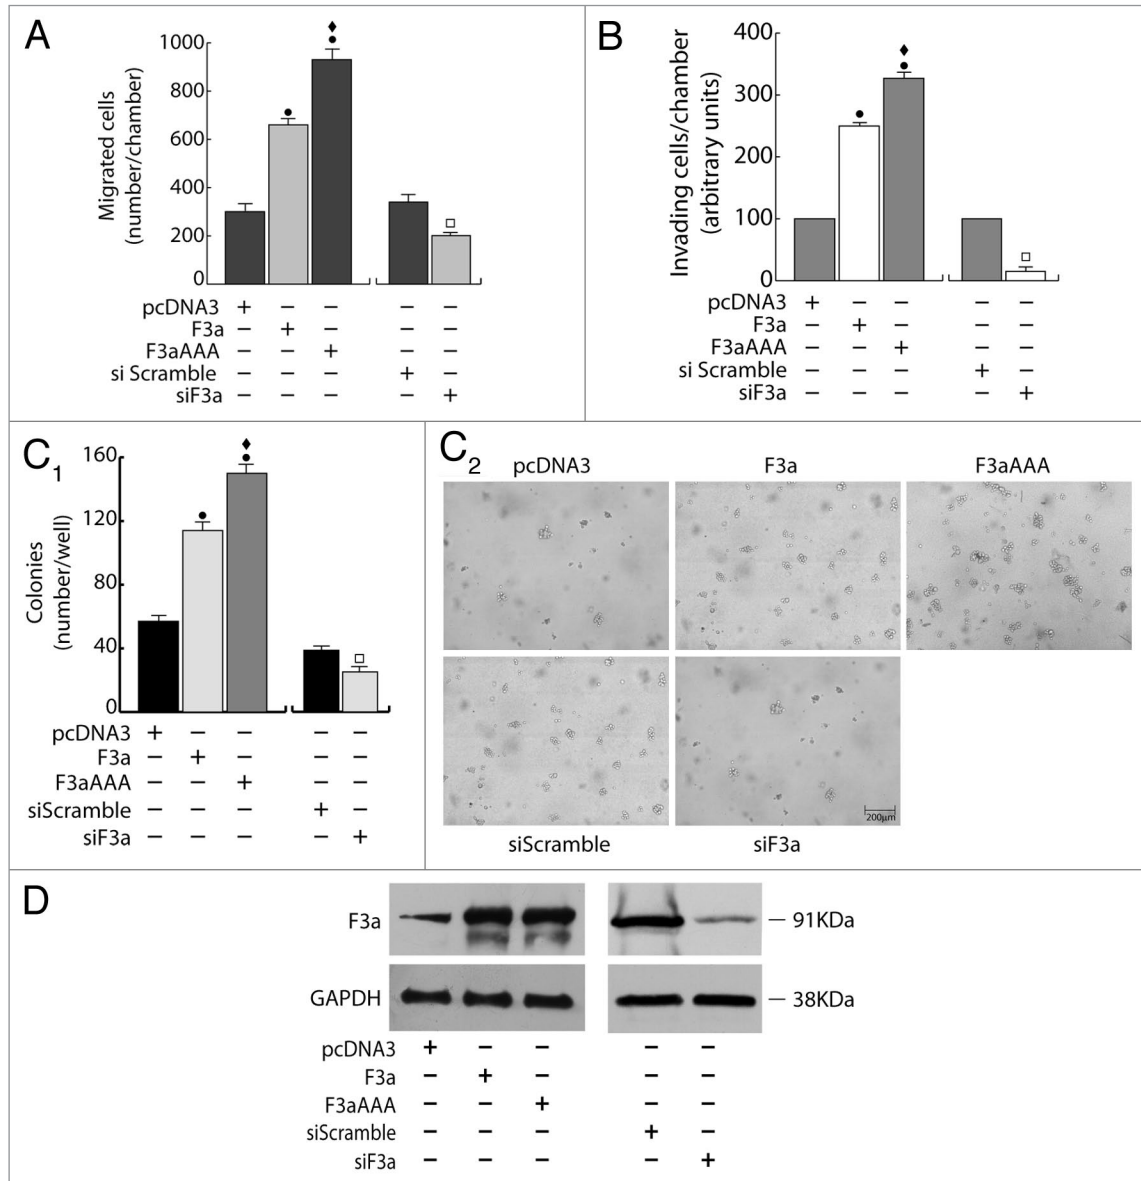 A
Migrated cells
(number/chamber)
1000
800
600
400
200
0
pcDNA3 + − − − −
F3a − + − − −
F3aAAA − − + − −
si Scramble − − − + −
siF3a − − − − +
B
Invading cells/chamber
(arbitrary units)
400
300
200
100
0
pcDNA3 + − − − −
F3a − + − − −
F3aAAA − − + − −
si Scramble − − − + −
siF3a − − − − +
C1
Colonies
(number/well)
160
120
80
40
0
pcDNA3 + − − − −
F3a − + − − −
F3aAAA − − + − −
siScramble − − − + −
siF3a − − − − +
C2
pcDNA3 F3a F3aAAA
200µm
siScramble siF3a
D
F3a — 91KDa
GAPDH — 38KDa
pcDNA3 + − − − −
F3a − + − − −
F3aAAA − − + − −
siScramble − − − + −
siF3a − − − − +